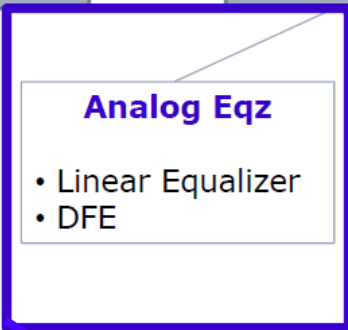 Analog Eqz
• Linear Equalizer
• DFE